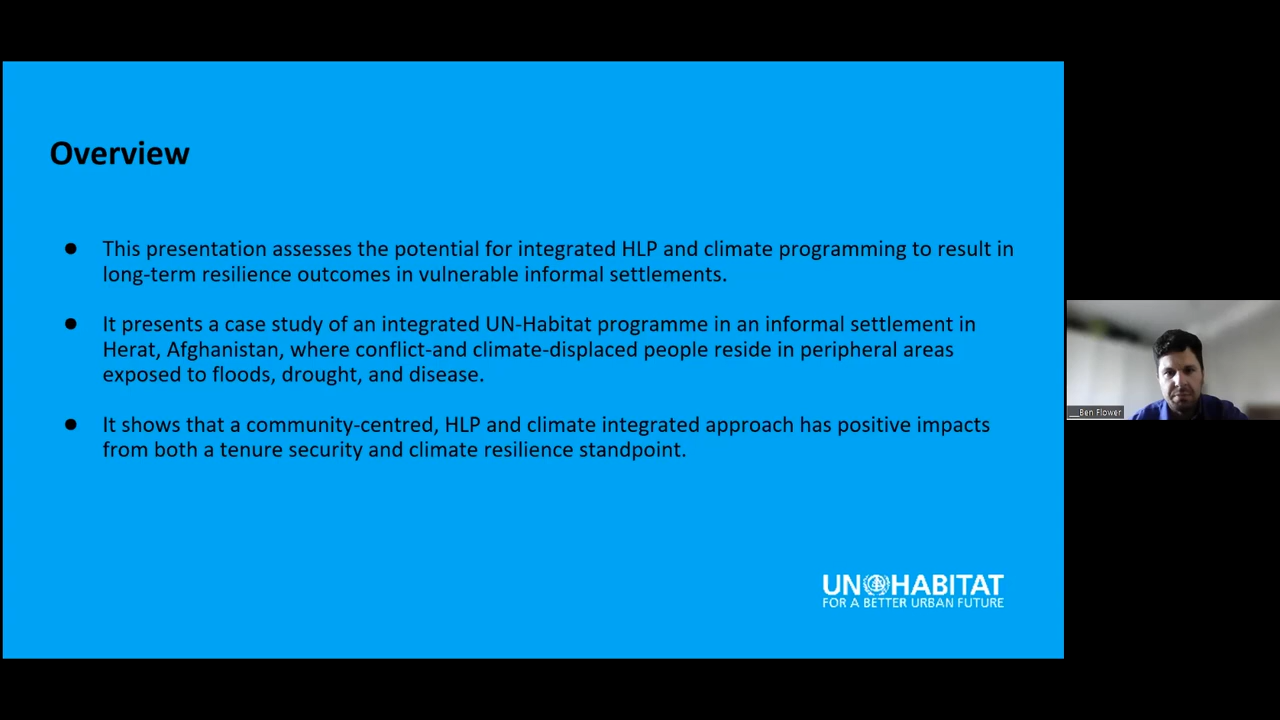 Overview
● This presentation assesses the potential for integrated HLP and climate programming to result in
long-term resilience outcomes in vulnerable informal settlements.
● It presents a case study of an integrated UN-Habitat programme in an informal settlement in
Herat, Afghanistan, where conflict-and climate-displaced people reside in peripheral areas
exposed to floods, drought, and disease.
● It shows that a community-centred, HLP and climate integrated approach has positive impacts
from both a tenure security and climate resilience standpoint.
__Ben Flower
UN HABITAT
FOR A BETTER URBAN FUTURE